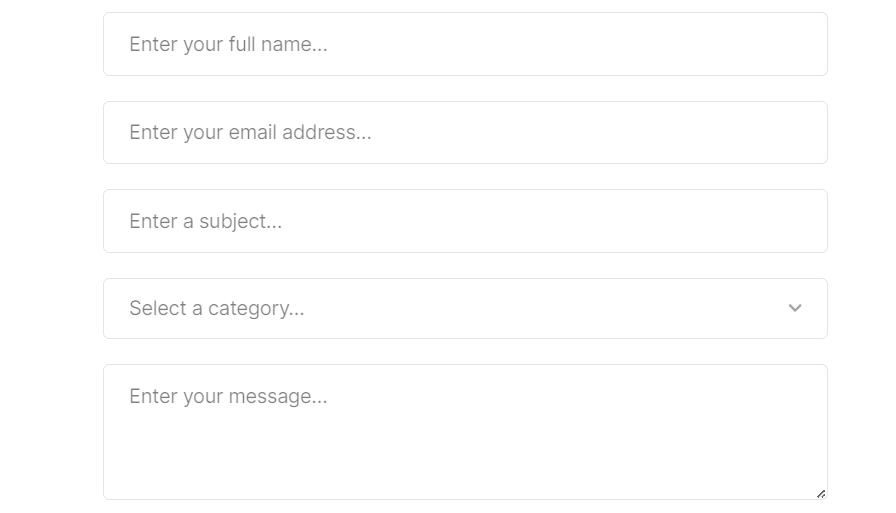 Enter your full name...
Enter your email address...
Enter a subject...
Select a category...
Enter your message...